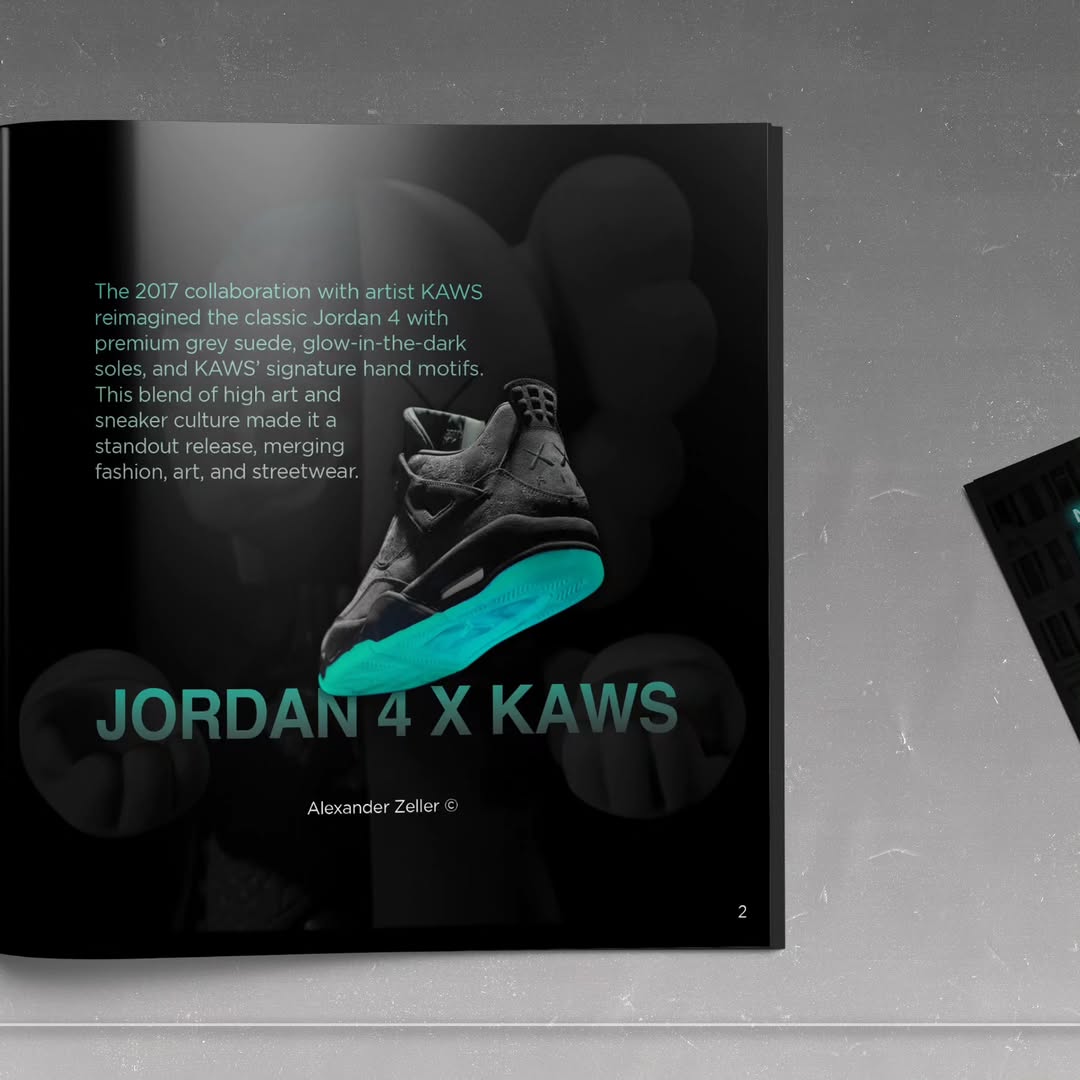 The 2017 collaboration with artist KAWS
reimagined the classic Jordan 4 with
premium grey suede, glow-in-the-dark
soles, and KAWS’ signature hand motifs.
This blend of high art and
sneaker culture made it a
standout release, merging
fashion, art, and streetwear.
XX
JORDAN 4 X KAWS
Alexander Zeller ©
2